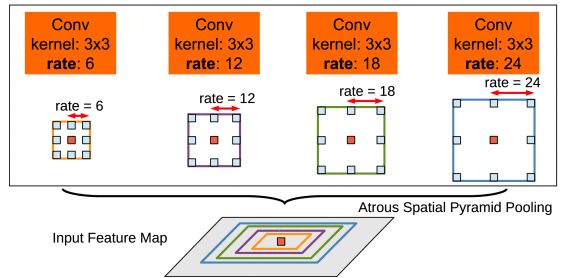 Conv
kernel: 3x3
rate: 6
Conv
kernel: 3x3
rate: 12
Conv
kernel: 3x3
rate: 18
Conv
kernel: 3x3
rate: 24
rate = 6
rate = 12
rate = 18
rate = 24
Atrous Spatial Pyramid Pooling
Input Feature Map